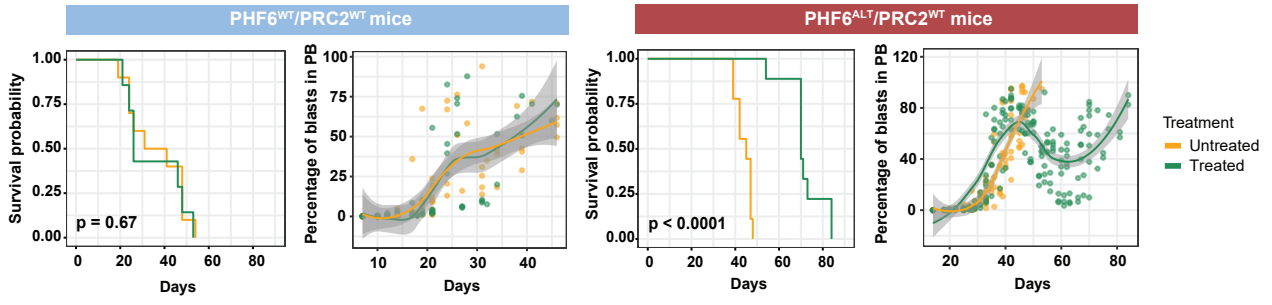 PHF6WT/PRC2WT mice
PHF6ALT/PRC2WT mice
Survival probability
1.00
0.75
0.50
0.25
0.00
p = 0.67
0
20
40
60
80
Days
Percentage of blasts in PB
100
75
50
25
0
10
20
30
40
Days
Survival probability
1.00
0.75
0.50
0.25
0.00
p < 0.0001
0
20
40
60
80
Days
Percentage of blasts in PB
120
80
40
0
20
40
60
80
Days
Treatment
Untreated
Treated